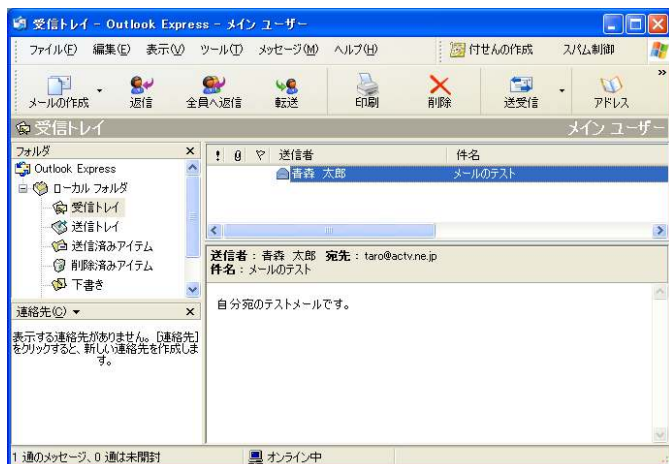 受信トレイ - Outlook Express - メイン ユーザー
ファイル(F) 編集(E) 表示(V) ツール(T) メッセージ(M) ヘルプ(H) 付せんの作成 スパム制御
メールの作成 返信 全員へ返信 転送 印刷 削除 送受信 アドレス
受信トレイ メイン ユーザー
フォルダ
Outlook Express
ローカル フォルダ
受信トレイ
送信トレイ
送信済みアイテム
削除済みアイテム
下書き
連絡先(C)
表示する連絡先がありません。[連絡先]
をクリックすると、新しい連絡先を作成しま
す。
送信者 件名
青森 太郎 メールのテスト
送信者:青森 太郎 宛先:taro@actv.ne.jp
件名:メールのテスト
自分宛のテストメールです。
1 通のメッセージ、0 通は未開封 オンライン中